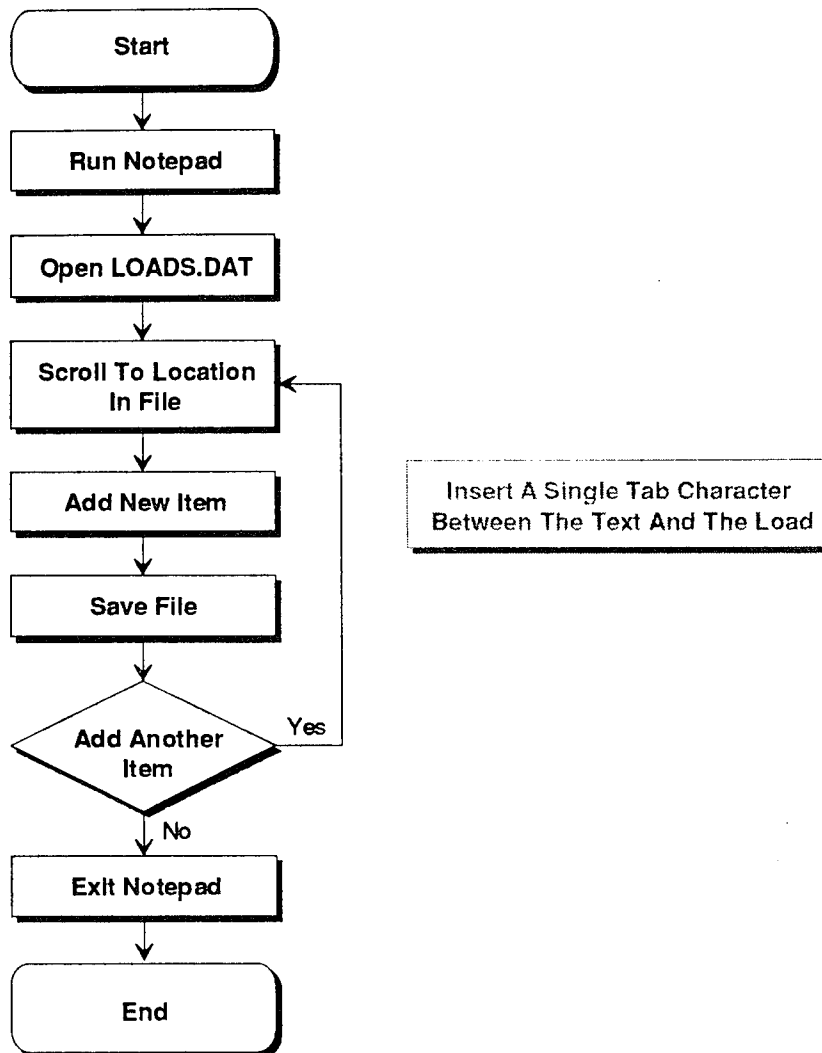 Start
Run Notepad
Open LOADS.DAT
Scroll To Location
In File
Add New Item
Insert A Single Tab Character
Between The Text And The Load
Save File
Yes
Add Another
Item
No
Exit Notepad
End